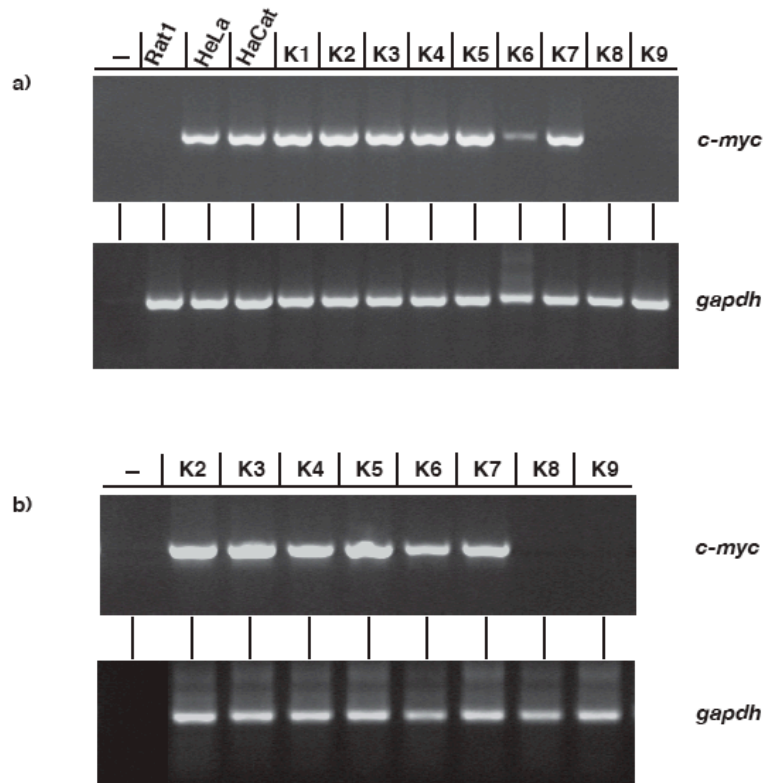 – Rat1 HeLa HaCat K1 K2 K3 K4 K5 K6 K7 K8 K9
a)
c-myc
gapdh
– K2 K3 K4 K5 K6 K7 K8 K9
b)
c-myc
gapdh